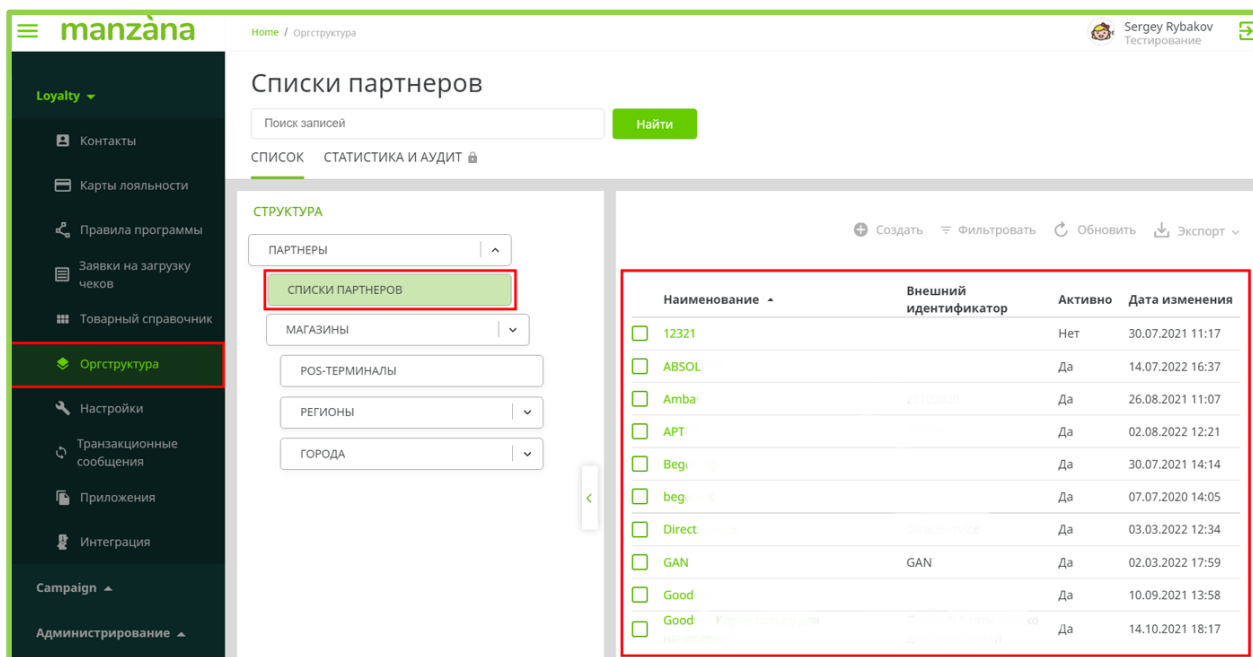 manzàna
Home / Оргструктура
Sergey Rybakov
Тестирование
Loyalty
Контакты
Карты лояльности
Правила программы
Заявки на загрузку
чеков
Товарный справочник
Оргструктура
Настройки
Транзакционные
сообщения
Приложения
Интеграция
Campaign
Администрирование
Списки партнеров
Поиск записей
Найти
СПИСОК СТАТИСТИКА И АУДИТ
СТРУКТУРА
ПАРТНЕРЫ
СПИСКИ ПАРТНЕРОВ
МАГАЗИНЫ
POS-ТЕРМИНАЛЫ
РЕГИОНЫ
ГОРОДА
Создать Фильтровать Обновить Экспорт
Наименование Внешний идентификатор Активно Дата изменения
12321 Нет 30.07.2021 11:17
ABSOL Да 14.07.2022 16:37
Amba Да 26.08.2021 11:07
APT Да 02.08.2022 12:21
Beg Да 30.07.2021 14:14
beg Да 07.07.2020 14:05
Direct Да 03.03.2022 12:34
GAN GAN Да 02.03.2022 17:59
Good Да 10.09.2021 13:58
Good Да 14.10.2021 18:17